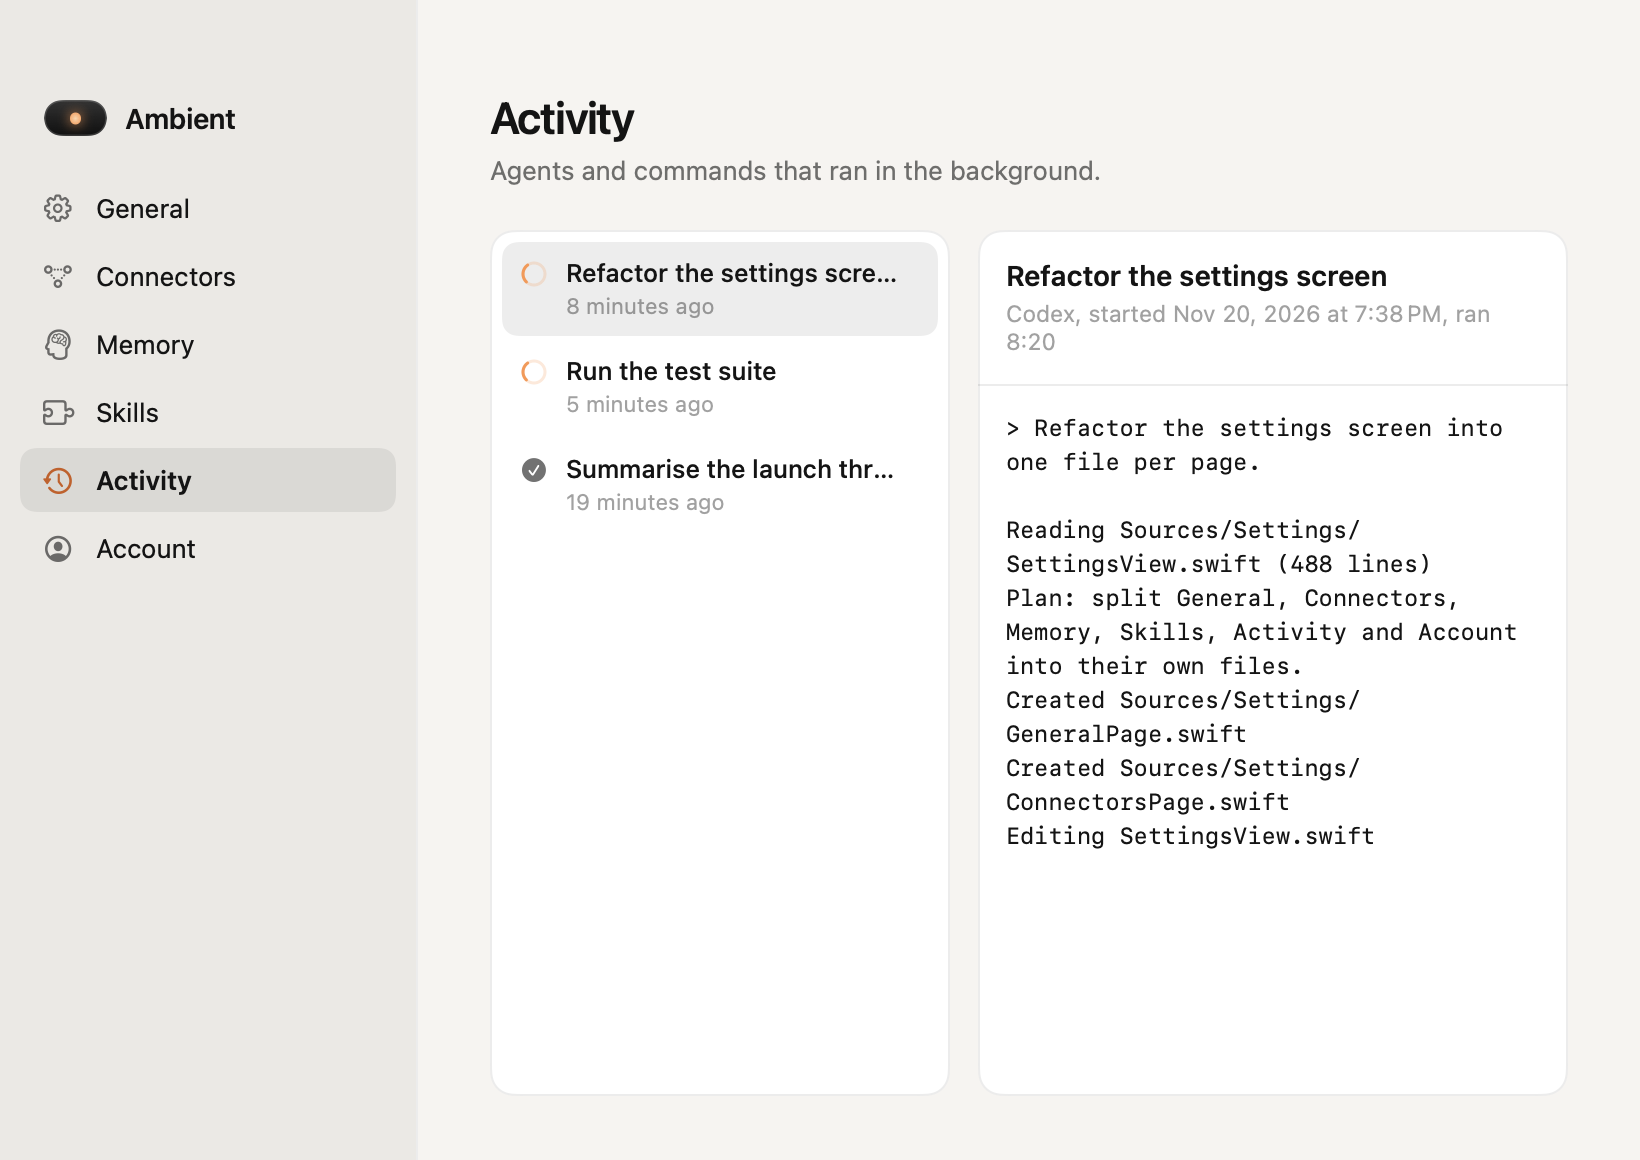 Ambient
General
Connectors
Memory
Skills
Activity
Account
Activity
Agents and commands that ran in the background.
Refactor the settings scre...
8 minutes ago
Run the test suite
5 minutes ago
Summarise the launch thr...
19 minutes ago
Refactor the settings screen
Codex, started Nov 20, 2026 at 7:38 PM, ran
8:20
> Refactor the settings screen into
one file per page.
Reading Sources/Settings/
SettingsView.swift (488 lines)
Plan: split General, Connectors,
Memory, Skills, Activity and Account
into their own files.
Created Sources/Settings/
GeneralPage.swift
Created Sources/Settings/
ConnectorsPage.swift
Editing SettingsView.swift